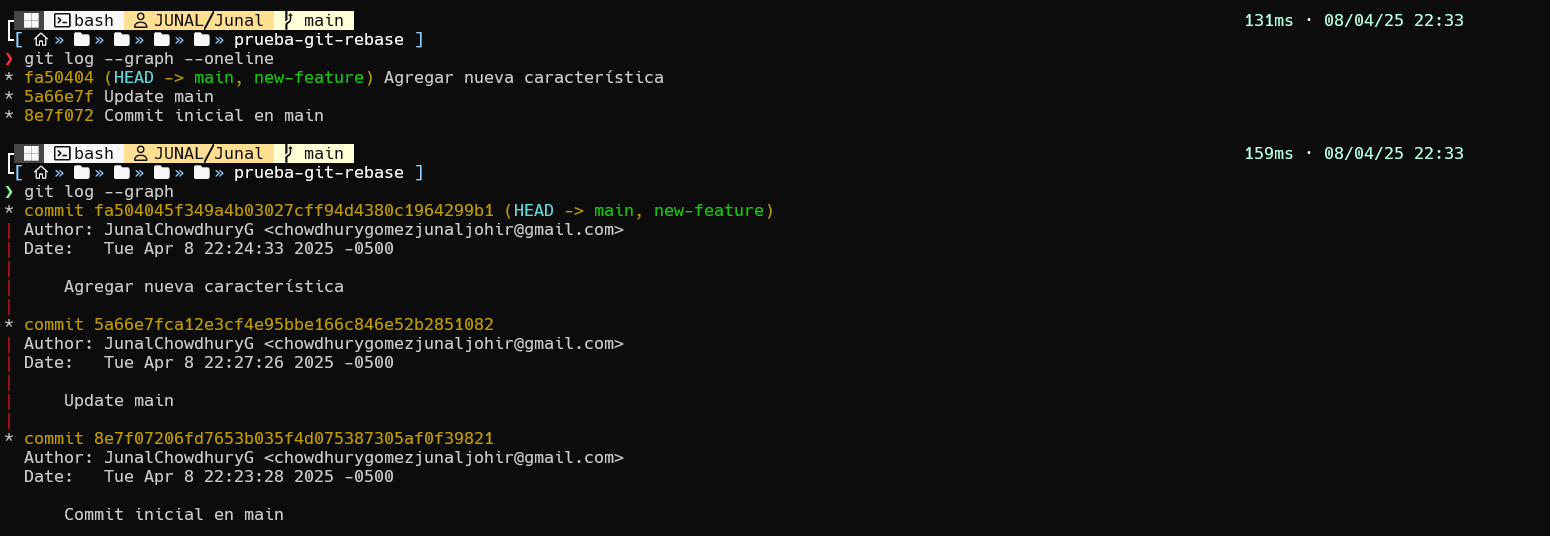 bash JUNAL/Junal main 131ms · 08/04/25 22:33
[ » » » » » prueba-git-rebase ]
❯ git log --graph --oneline
* fa50404 (HEAD -> main, new-feature) Agregar nueva característica
* 5a66e7f Update main
* 8e7f072 Commit inicial en main
bash JUNAL/Junal main 159ms · 08/04/25 22:33
[ » » » » » prueba-git-rebase ]
❯ git log --graph
* commit fa504045f349a4b03027cff94d4380c1964299b1 (HEAD -> main, new-feature)
| Author: JunalChowdhuryG <chowdhurygomezjunaljohir@gmail.com>
| Date:   Tue Apr 8 22:24:33 2025 -0500
|
|     Agregar nueva característica
|
* commit 5a66e7fca12e3cf4e95bbe166c846e52b2851082
| Author: JunalChowdhuryG <chowdhurygomezjunaljohir@gmail.com>
| Date:   Tue Apr 8 22:27:26 2025 -0500
|
|     Update main
|
* commit 8e7f07206fd7653b035f4d075387305af0f39821
  Author: JunalChowdhuryG <chowdhurygomezjunaljohir@gmail.com>
  Date:   Tue Apr 8 22:23:28 2025 -0500
      Commit inicial en main